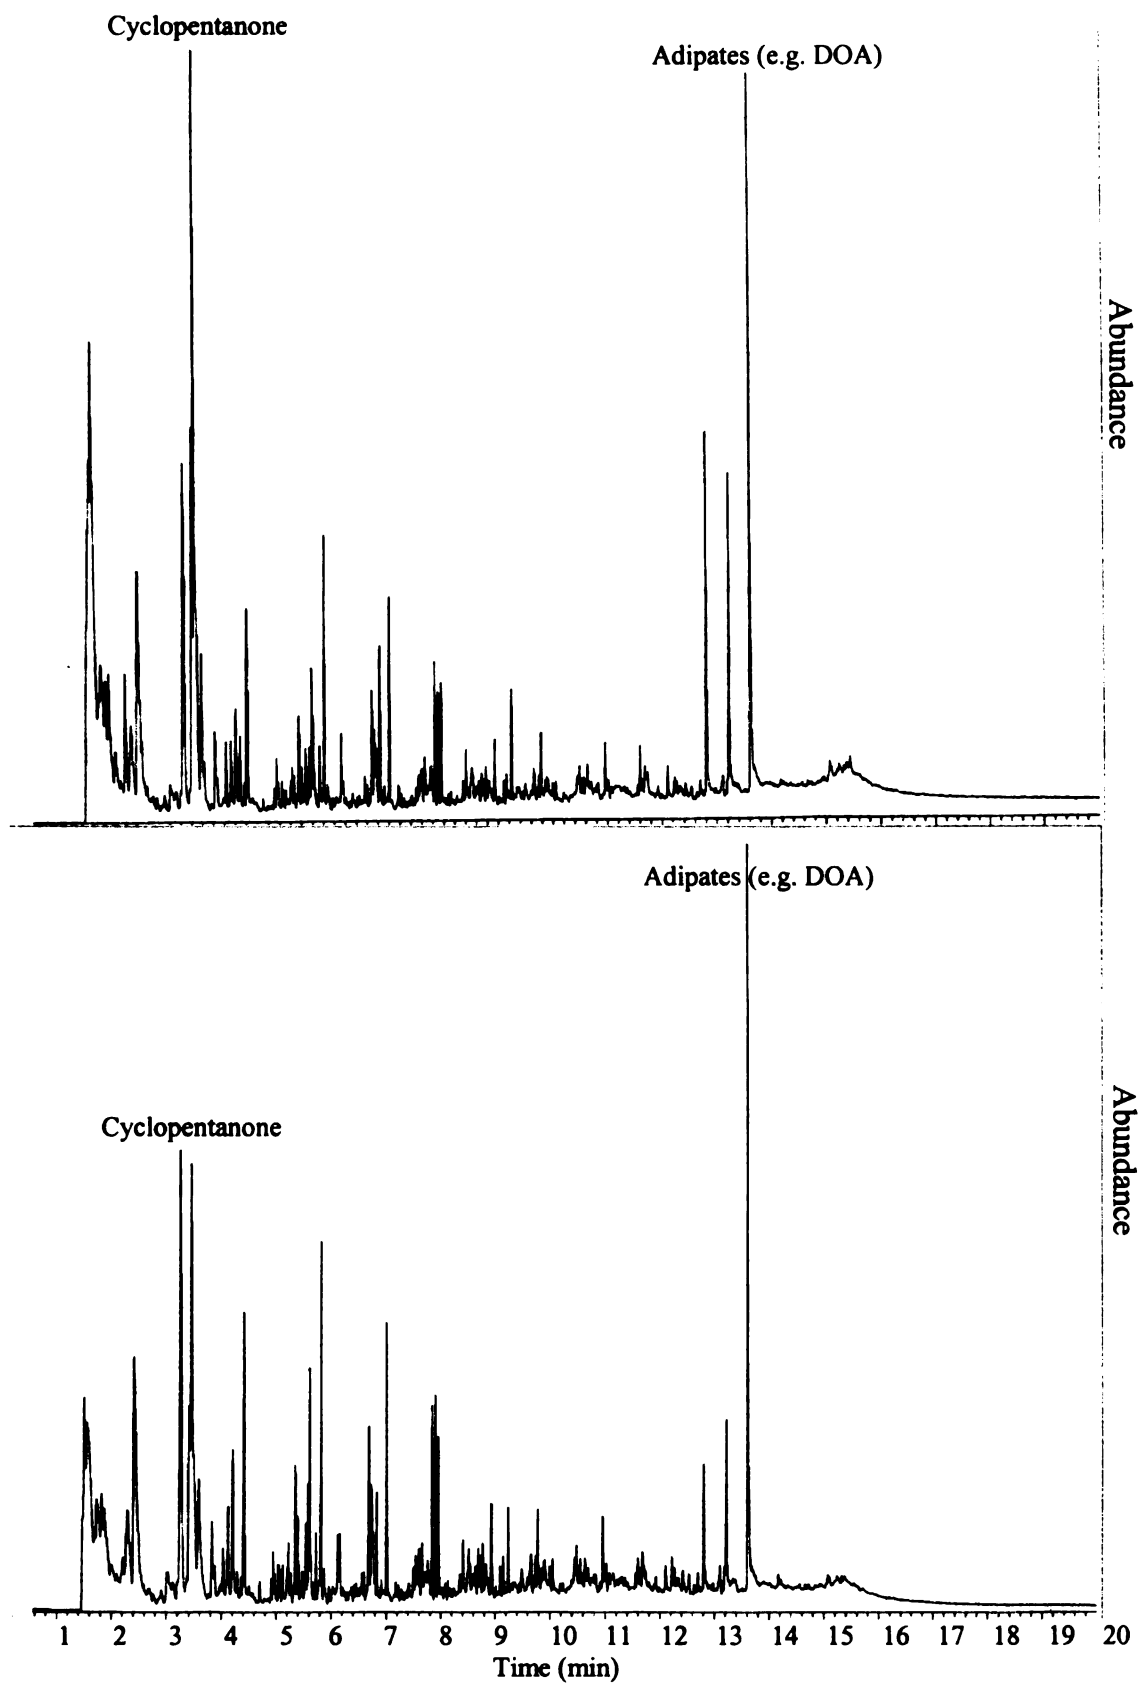 Cyclopentanone
Adipates (e.g. DOA)
Abundance
Adipates (e.g. DOA)
Cyclopentanone
Abundance
1 2 3 4 5 6 7 8 9 10 11 12 13 14 15 16 17 18 19 20
Time (min)